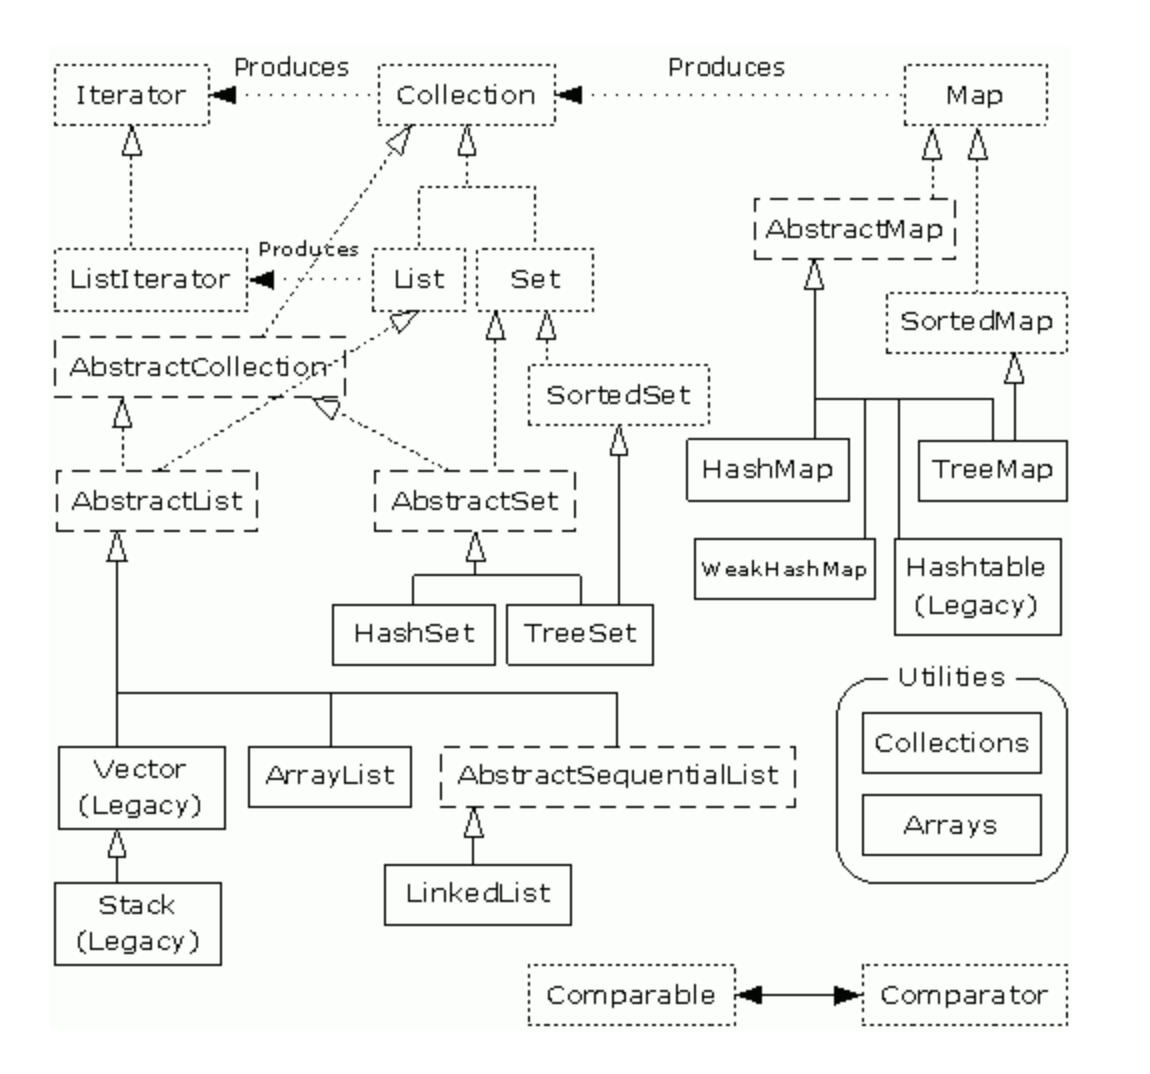 Produces
Produces
Iterator
Collection
Map
AbstractMap
Produces
ListIterator
List
Set
SortedMap
AbstractCollection
SortedSet
HashMap
TreeMap
AbstractList
AbstractSet
WeakHashMap
Hashtable
(Legacy)
HashSet
TreeSet
Utilities
Collections
Vector
(Legacy)
ArrayList
AbstractSequentialList
Arrays
LinkedList
Stack
(Legacy)
Comparable
Comparator